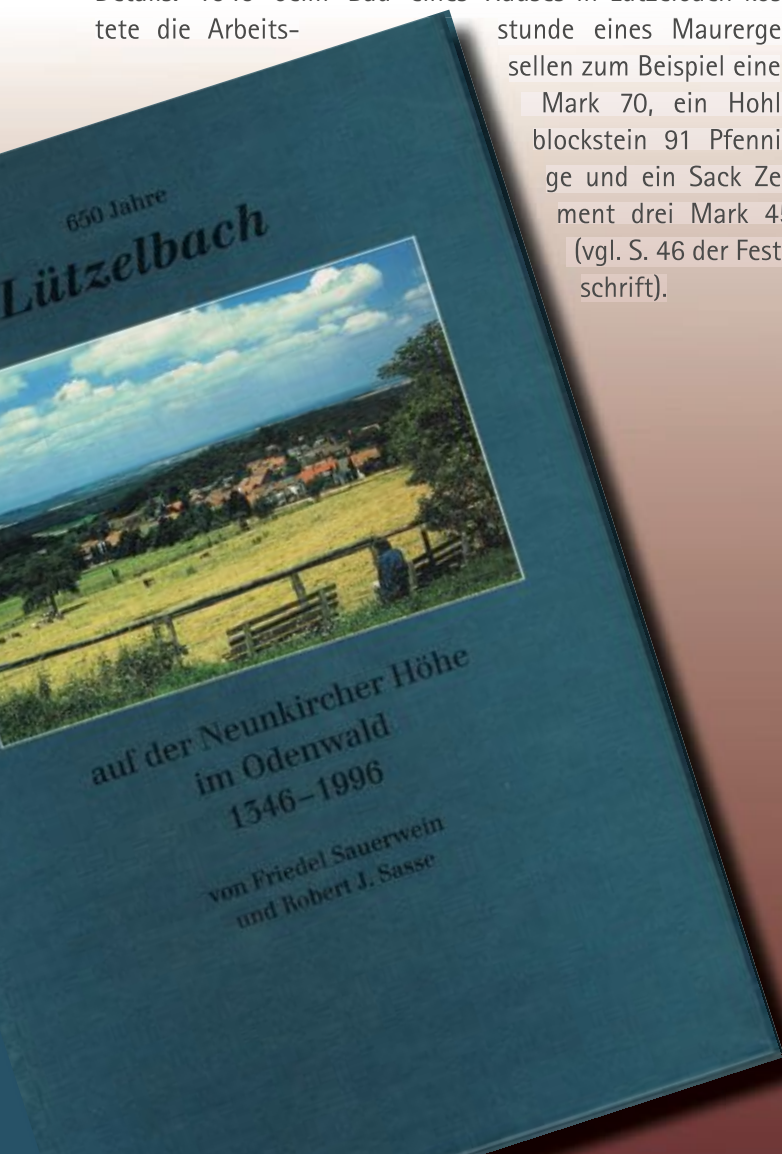 tete die Arbeits-
stunde eines Maurerge
sellen zum Beispiel eine
Mark 70, ein Hohl
blockstein 91 Pfenni
ge und ein Sack Ze
ment drei Mark 45
(vgl. S. 46 der Fest
schrift).
650 Jahre
Lützelbach
auf der Neunkircher Höhe
im Odenwald
1346–1996
von Friedel Sauerwein
und Robert J. Sasse